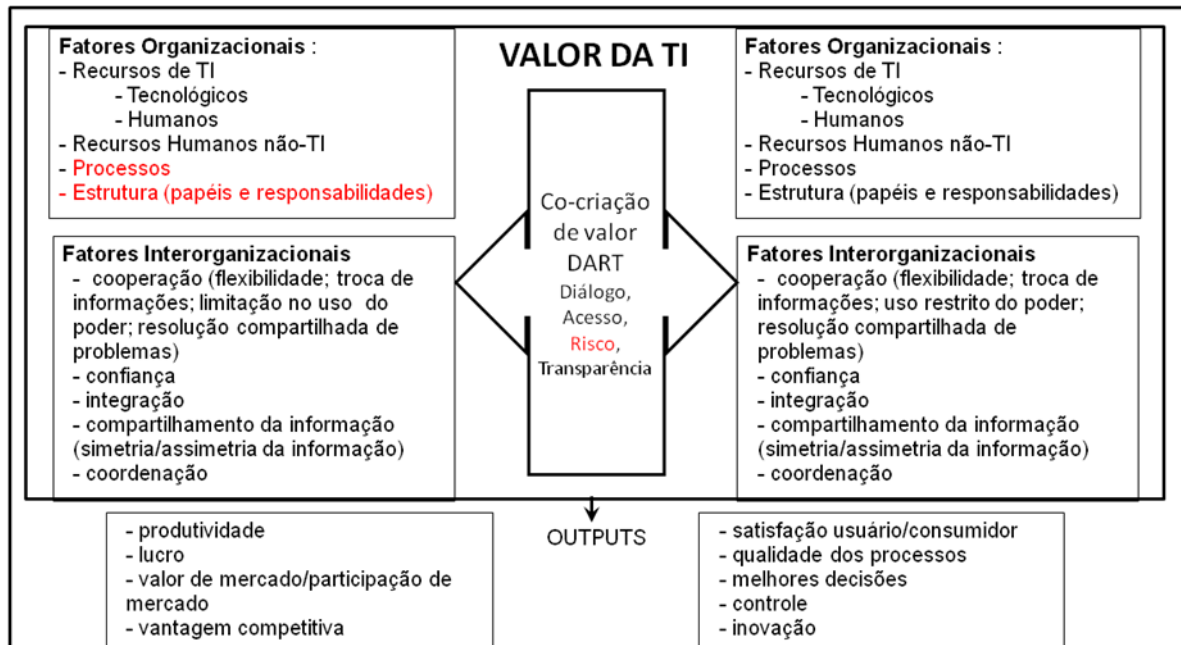 Fatores Organizacionais :
- Recursos de TI
- Tecnológicos
- Humanos
- Recursos Humanos não-TI
- Processos
- Estrutura (papéis e responsabilidades)
Fatores Interorganizacionais
- cooperação (flexibilidade; troca de
informações; limitação no uso do
poder; resolução compartilhada de
problemas)
- confiança
- integração
- compartilhamento da informação
(simetria/assimetria da informação)
- coordenação
VALOR DA TI
Co-criação
de valor
DART
Diálogo,
Acesso,
Risco,
Transparência
Fatores Organizacionais :
- Recursos de TI
- Tecnológicos
- Humanos
- Recursos Humanos não-TI
- Processos
- Estrutura (papéis e responsabilidades)
Fatores Interorganizacionais
- cooperação (flexibilidade; troca de
informações; uso restrito do poder;
resolução compartilhada de
problemas)
- confiança
- integração
- compartilhamento da informação
(simetria/assimetria da informação)
- coordenação
- produtividade
- lucro
- valor de mercado/participação de
mercado
- vantagem competitiva
OUTPUTS
- satisfação usuário/consumidor
- qualidade dos processos
- melhores decisões
- controle
- inovação